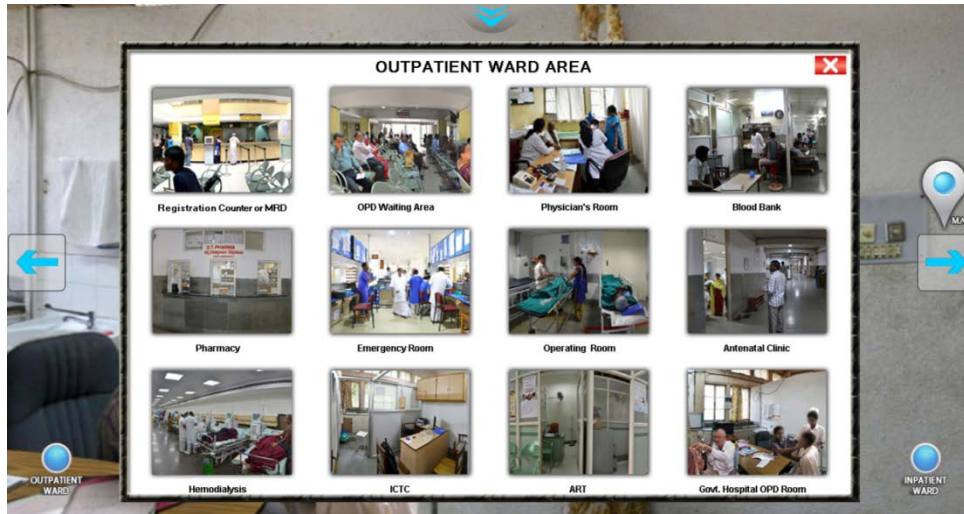 OUTPATIENT WARD AREA
X
Registration Counter or MRD
OPD Waiting Area
Physician's Room
Blood Bank
Pharmacy
Emergency Room
Operating Room
Antenatal Clinic
Hemodialysis
ICTC
ART
Govt. Hospital OPD Room
OUTPATIENT
WARD
INPATIENT
WARD